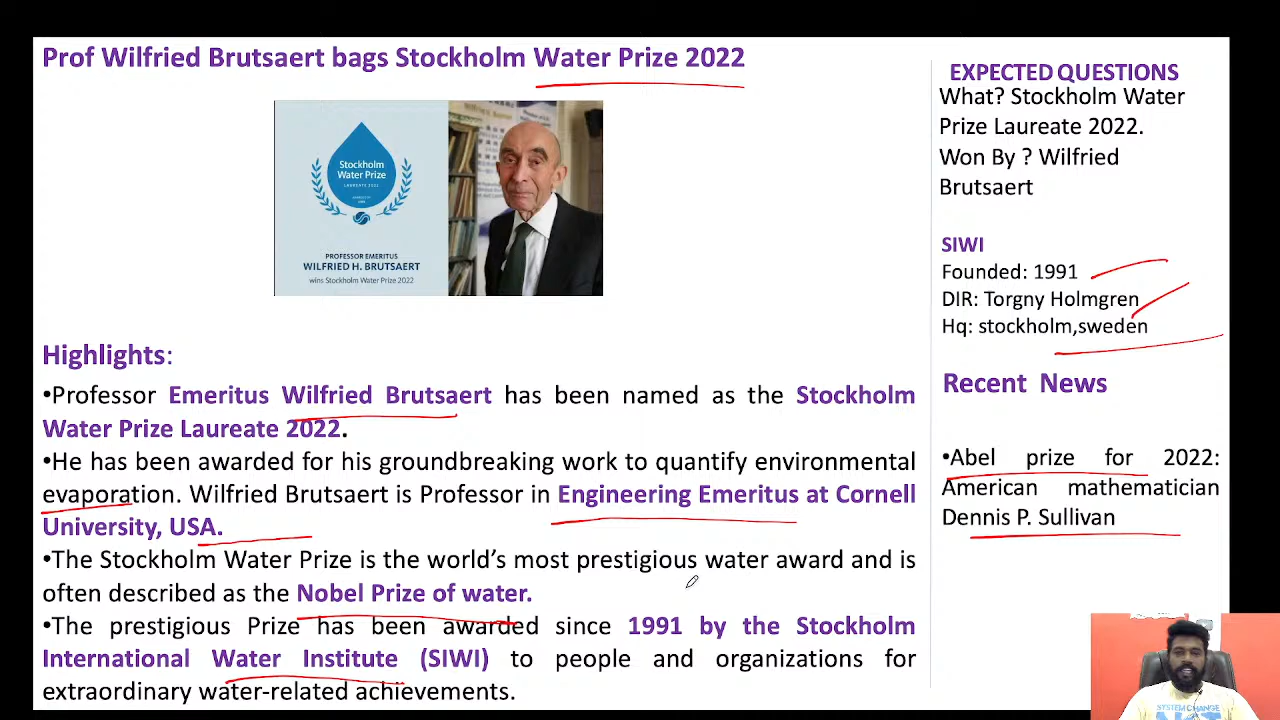 Prof Wilfried Brutsaert bags Stockholm Water Prize 2022
Stockholm
Water Prize
PROFESSOR EMERITUS
WILFRIED H. BRUTSAERT
wins Stockholm Water Prize 2022
Highlights:
•Professor Emeritus Wilfried Brutsaert has been named as the Stockholm
Water Prize Laureate 2022.
•He has been awarded for his groundbreaking work to quantify environmental
evaporation. Wilfried Brutsaert is Professor in Engineering Emeritus at Cornell
University, USA.
•The Stockholm Water Prize is the world’s most prestigious water award and is
often described as the Nobel Prize of water.
•The prestigious Prize has been awarded since 1991 by the Stockholm
International Water Institute (SIWI) to people and organizations for
extraordinary water-related achievements.
EXPECTED QUESTIONS
What? Stockholm Water
Prize Laureate 2022.
Won By ? Wilfried
Brutsaert
SIWI
Founded: 1991
DIR: Torgny Holmgren
Hq: stockholm,sweden
Recent News
•Abel prize for 2022:
American mathematician
Dennis P. Sullivan
SYSTEM CHANGE